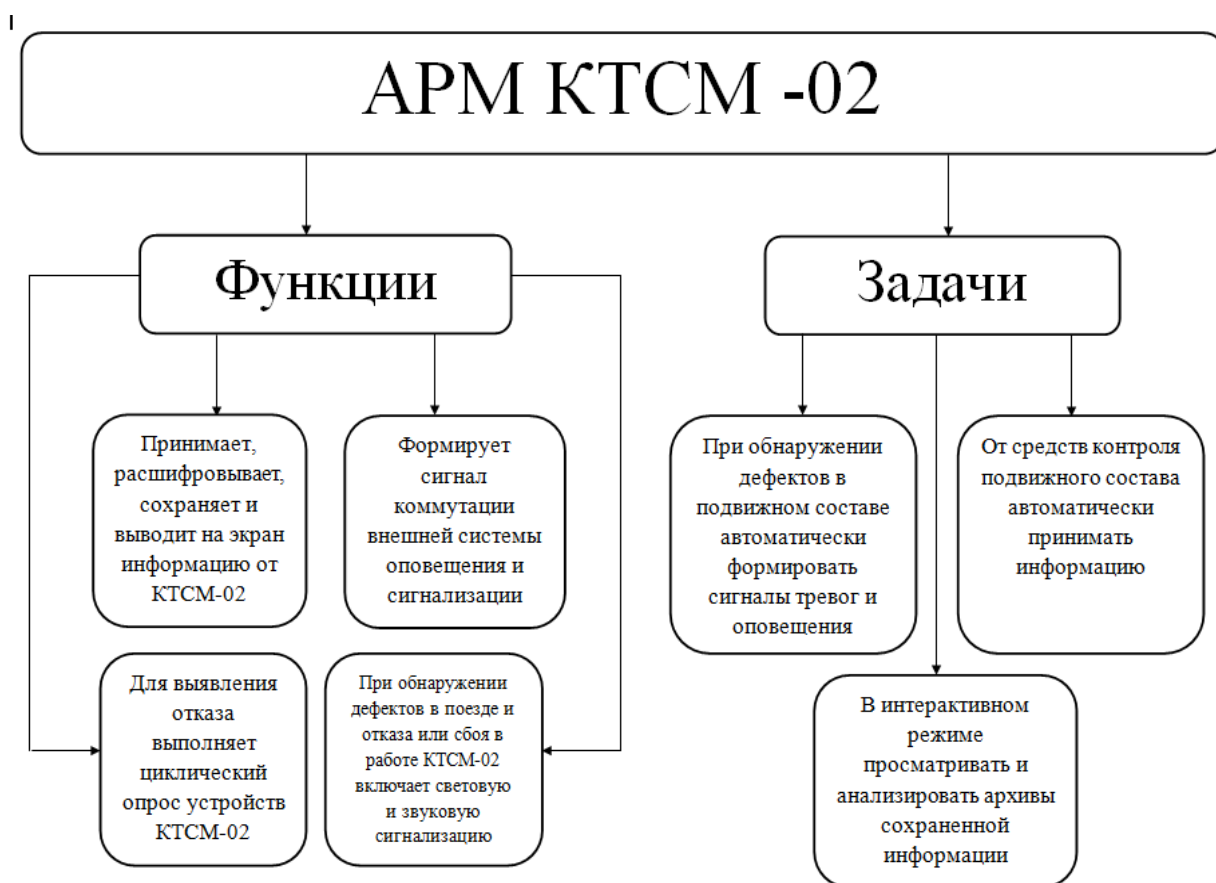 АРМ КТСМ -02
Функции
Задачи
Принимает,
расшифровывает,
сохраняет и
выводит на экран
информацию от
КТСМ-02
Формирует
сигнал
коммутации
внешней системы
оповещения и
сигнализации
При обнаружении
дефектов в
подвижном составе
автоматически
формировать
сигналы тревог и
оповещения
От средств контроля
подвижного состава
автоматически
принимать
информацию
Для выявления
отказа
выполняет
циклический
опрос устройств
КТСМ-02
При обнаружении
дефектов в поезде и
отказа или сбоя в
работе КТСМ-02
включает световую
и звуковую
сигнализацию
В интерактивном
режиме
просматривать и
анализировать архивы
сохраненной
информации